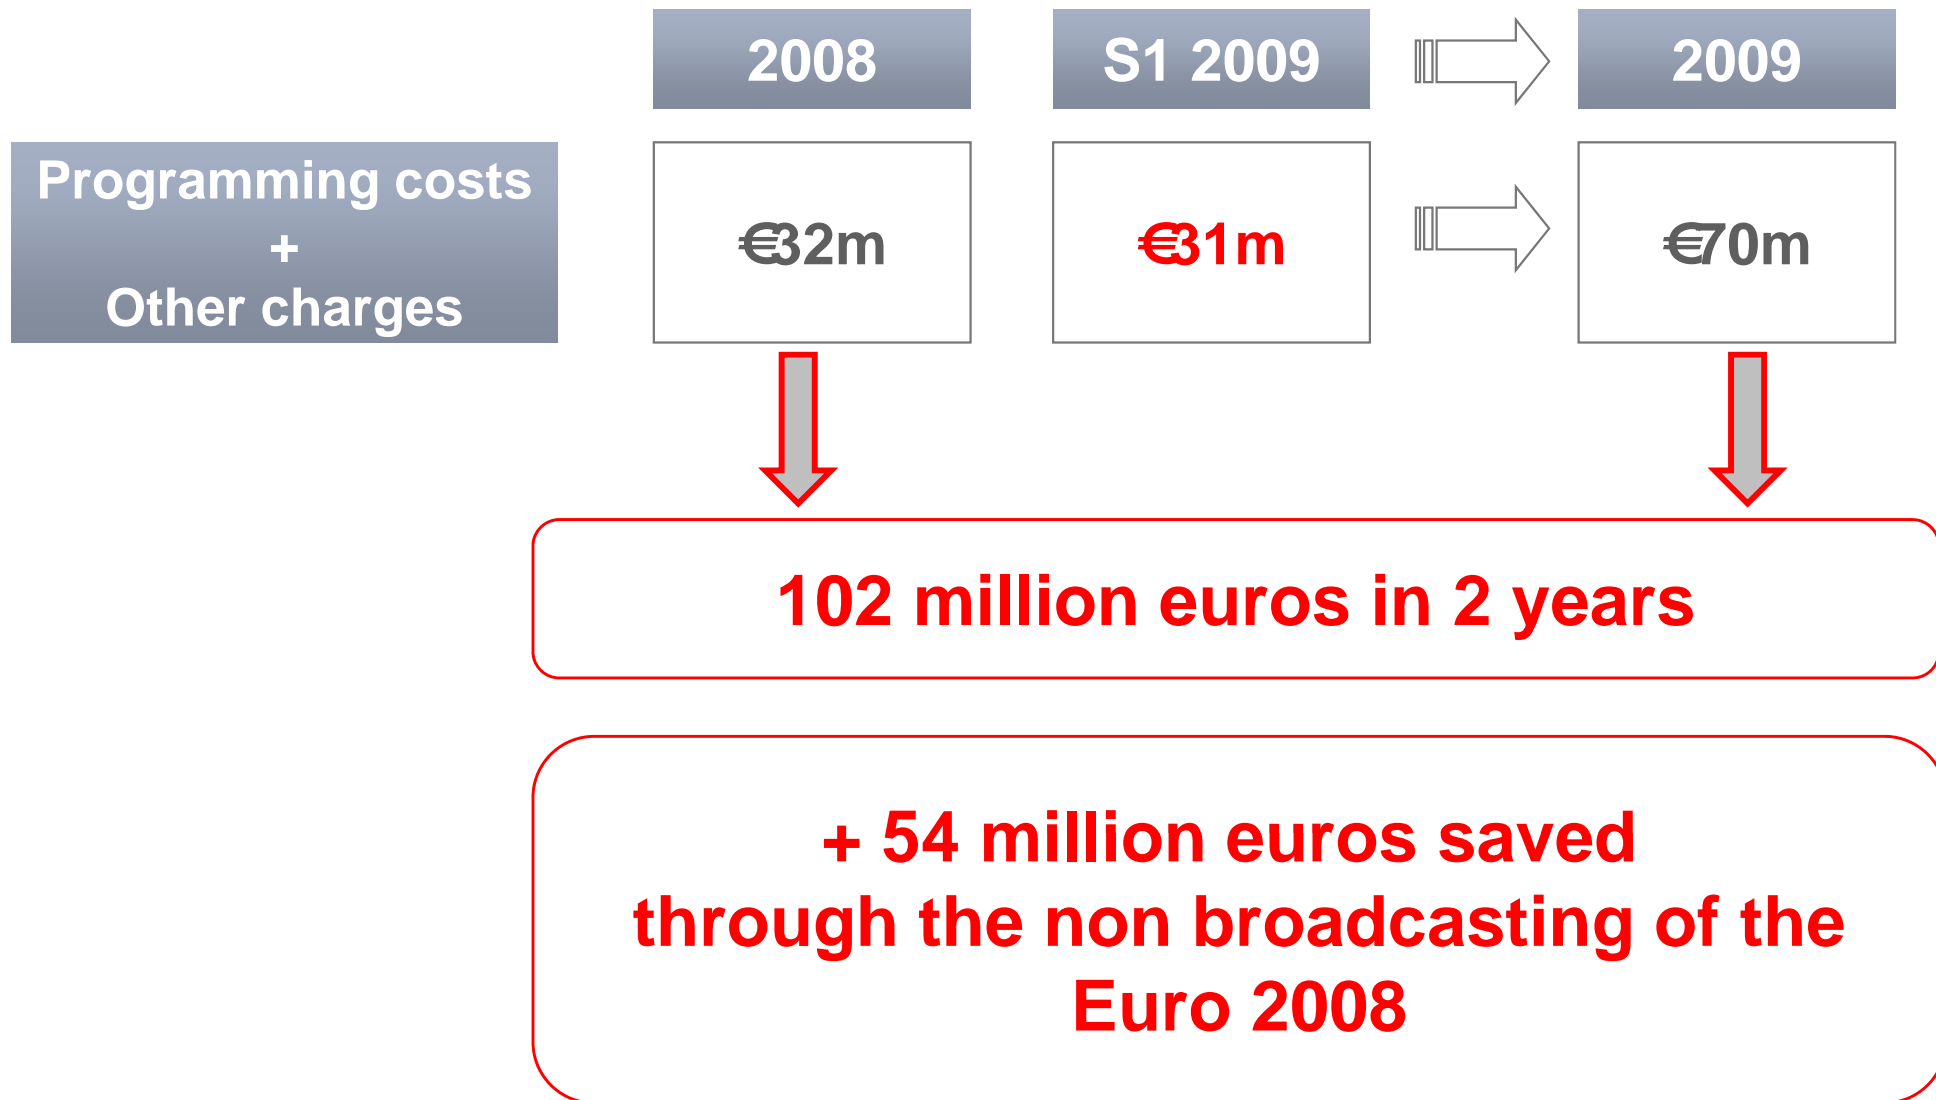 2008
S1 2009
2009
Programming costs
+
Other charges
€32m
€31m
€70m
102 million euros in 2 years
+ 54 million euros saved
through the non broadcasting of the
Euro 2008